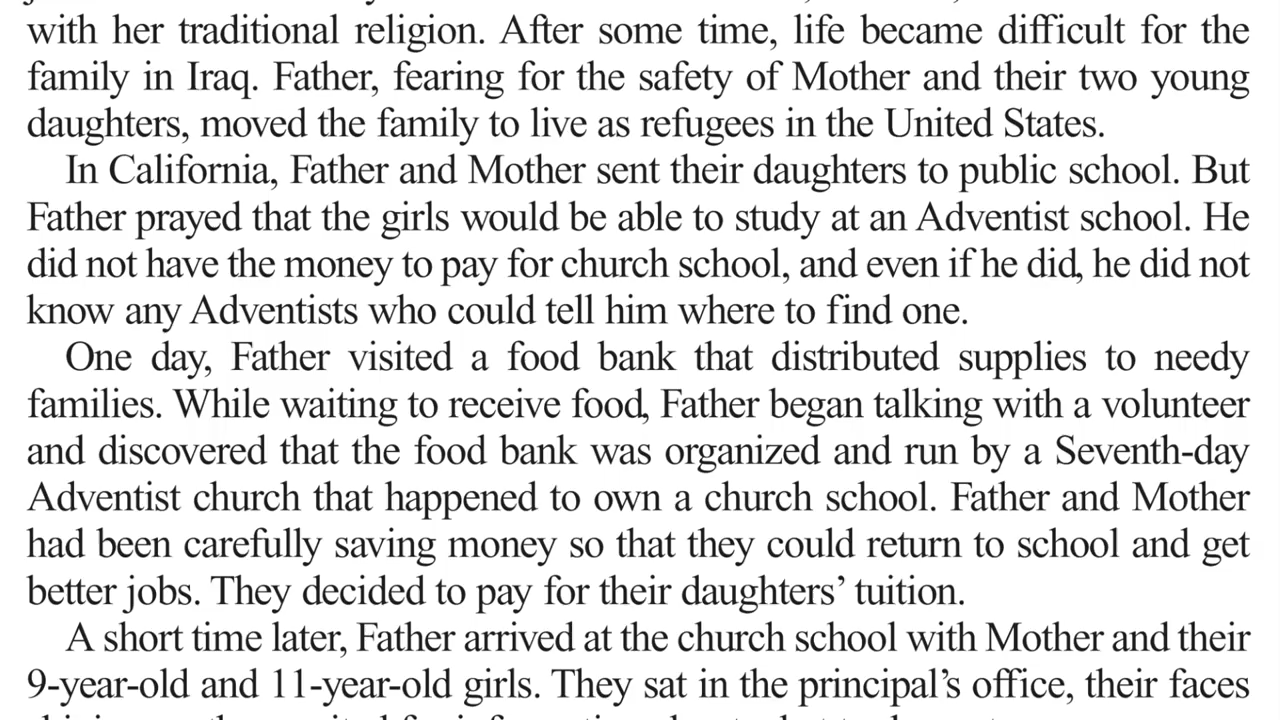 with her traditional religion. After some time, life became difficult for the
family in Iraq. Father, fearing for the safety of Mother and their two young
daughters, moved the family to live as refugees in the United States.
In California, Father and Mother sent their daughters to public school. But
Father prayed that the girls would be able to study at an Adventist school. He
did not have the money to pay for church school, and even if he did, he did not
know any Adventists who could tell him where to find one.
One day, Father visited a food bank that distributed supplies to needy
families. While waiting to receive food, Father began talking with a volunteer
and discovered that the food bank was organized and run by a Seventh-day
Adventist church that happened to own a church school. Father and Mother
had been carefully saving money so that they could return to school and get
better jobs. They decided to pay for their daughters’ tuition.
A short time later, Father arrived at the church school with Mother and their
9-year-old and 11-year-old girls. They sat in the principal’s office, their faces